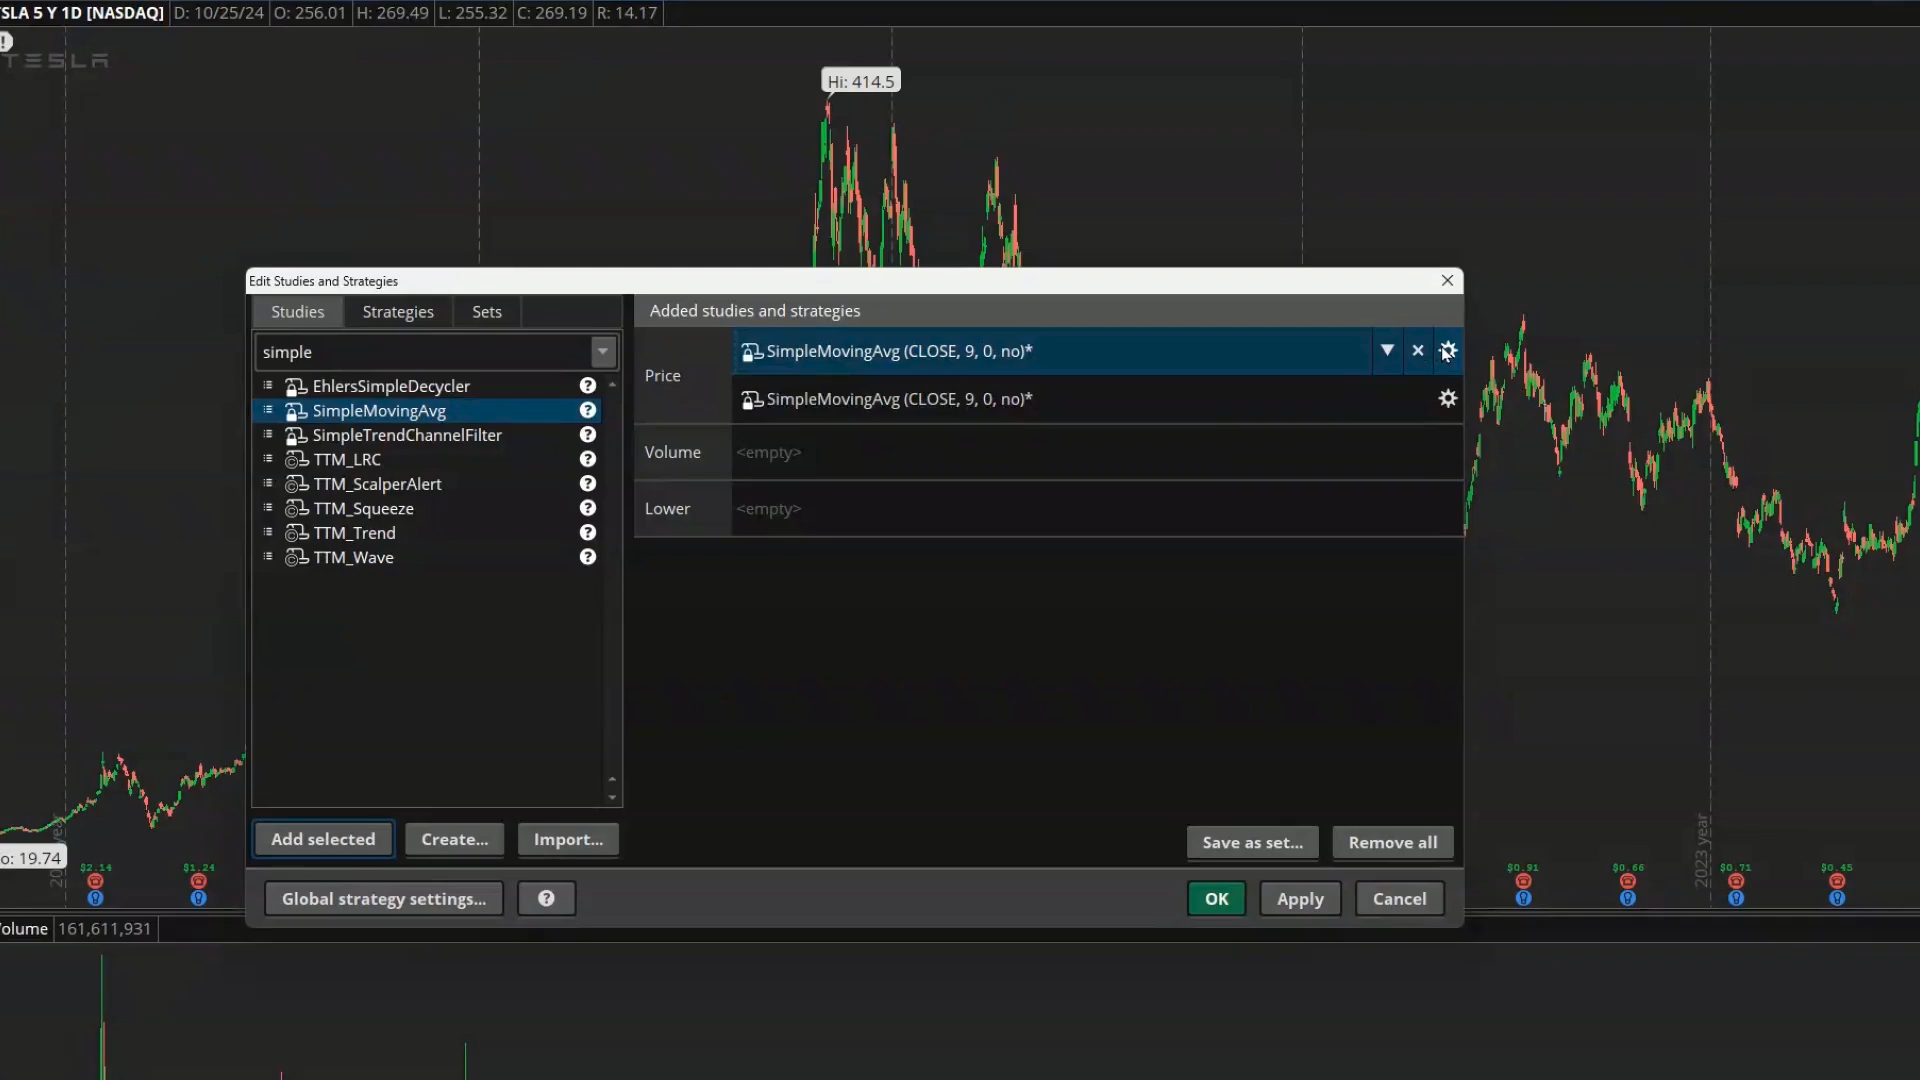 SLA 5 Y 1D [NASDAQ] D: 10/25/24 O: 256.01 H: 269.49 L: 255.32 C: 269.19 R: 14.17
TESLA
Hi: 414.5
Edit Studies and Strategies
Studies Strategies Sets
Added studies and strategies
simple
Price
SimpleMovingAvg (CLOSE, 9, 0, no)*
SimpleMovingAvg (CLOSE, 9, 0, no)*
EhlersSimpleDecycler
SimpleMovingAvg
SimpleTrendChannelFilter
TTM_LRC
TTM_ScalperAlert
TTM_Squeeze
TTM_Trend
TTM_Wave
Volume <empty>
Lower <empty>
Add selected Create... Import...
Save as set... Remove all
Global strategy settings... ?
OK Apply Cancel
o: 19.74
$2.14 $1.24
$0.91 $0.66 $0.71 $0.45
2023 year
olume 161,611,931